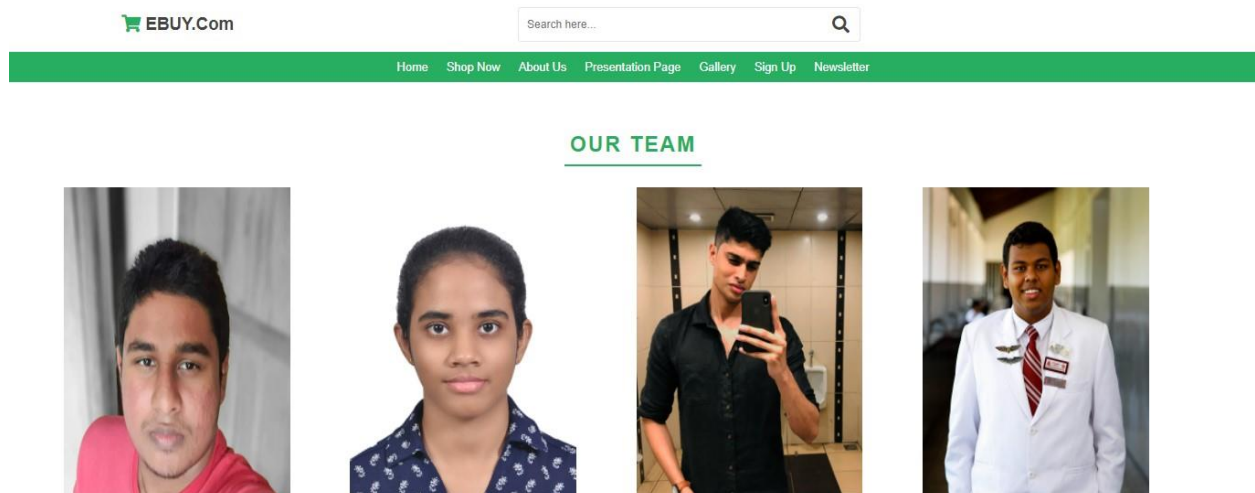 EBUY.Com
Search here...
Home Shop Now About Us Presentation Page Gallery Sign Up Newsletter
OUR TEAM